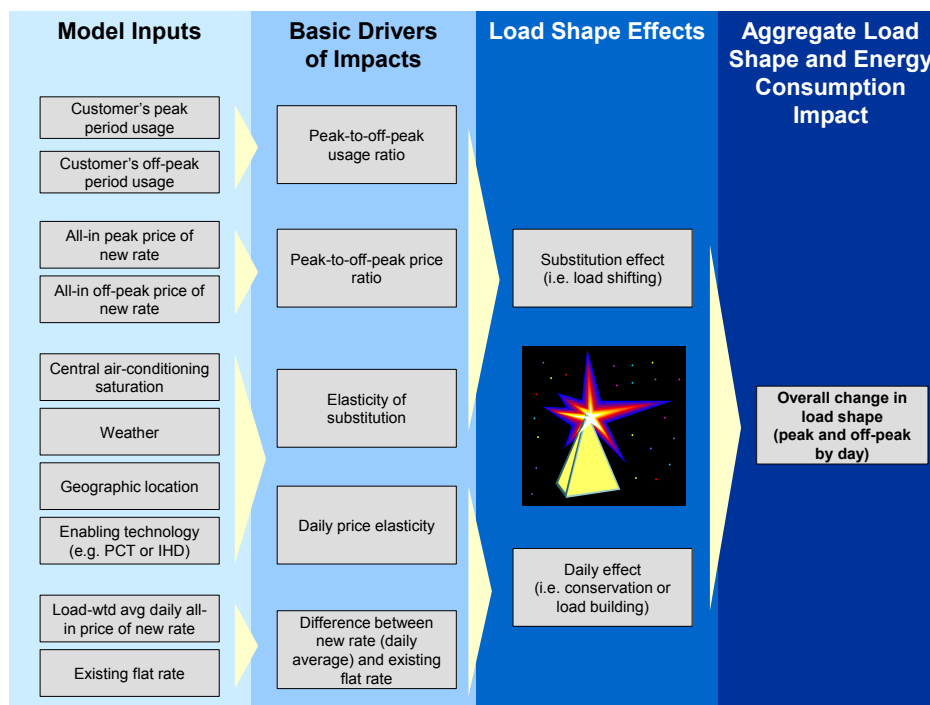 Model Inputs
Customer's peak
period usage
Customer's off-peak
period usage
All-in peak price of
new rate
All-in off-peak price of
new rate
Central air-conditioning
saturation
Weather
Geographic location
Enabling technology
(e.g. PCT or IHD)
Load-wtd avg daily all-
in price of new rate
Existing flat rate
Basic Drivers
of Impacts
Peak-to-off-peak
usage ratio
Peak-to-off-peak price
ratio
Elasticity of
substitution
Daily price elasticity
Difference between
new rate (daily
average) and existing
flat rate
Load Shape Effects
Substitution effect
(i.e. load shifting)
Daily effect
(i.e. conservation or
load building)
Aggregate Load
Shape and Energy
Consumption
Impact
Overall change in
load shape
(peak and off-peak
by day)